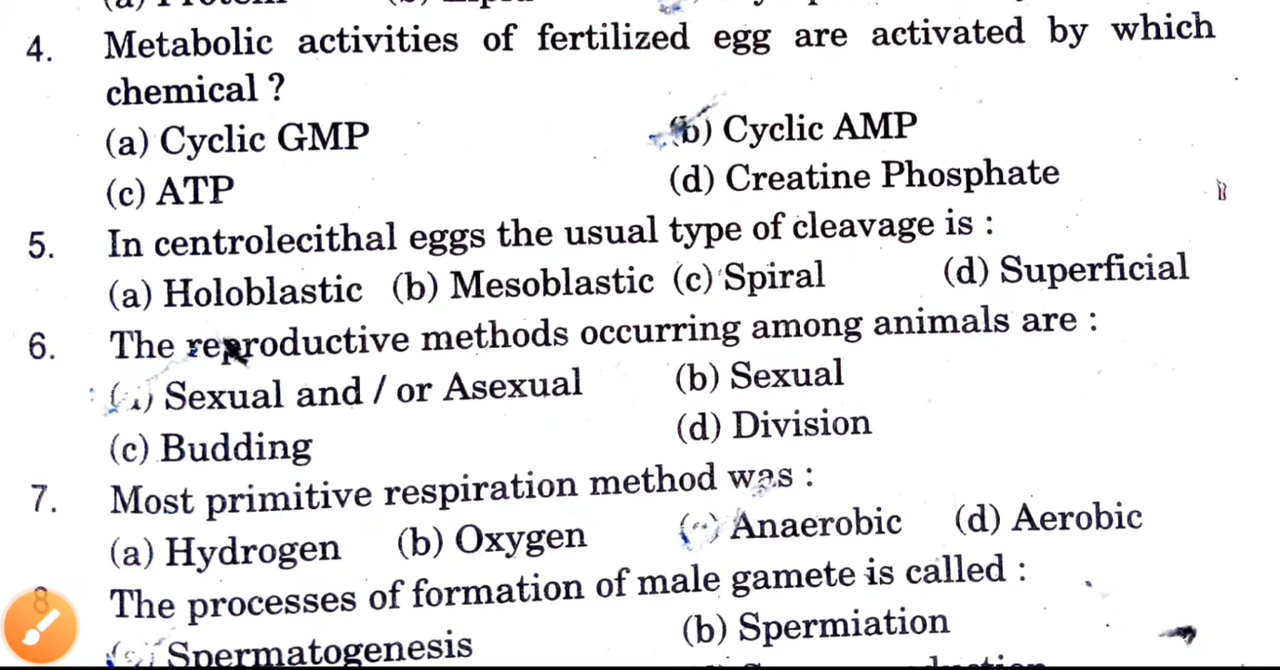 4. Metabolic activities of fertilized egg are activated by which
chemical ?
(a) Cyclic GMP (b) Cyclic AMP
(c) ATP (d) Creatine Phosphate
5. In centrolecithal eggs the usual type of cleavage is :
(a) Holoblastic (b) Mesoblastic (c) Spiral (d) Superficial
6. The reproductive methods occurring among animals are :
(a) Sexual and / or Asexual (b) Sexual
(c) Budding (d) Division
7. Most primitive respiration method was :
(a) Hydrogen (b) Oxygen (c) Anaerobic (d) Aerobic
8 The processes of formation of male gamete is called :
Spermatogenesis (b) Spermiation